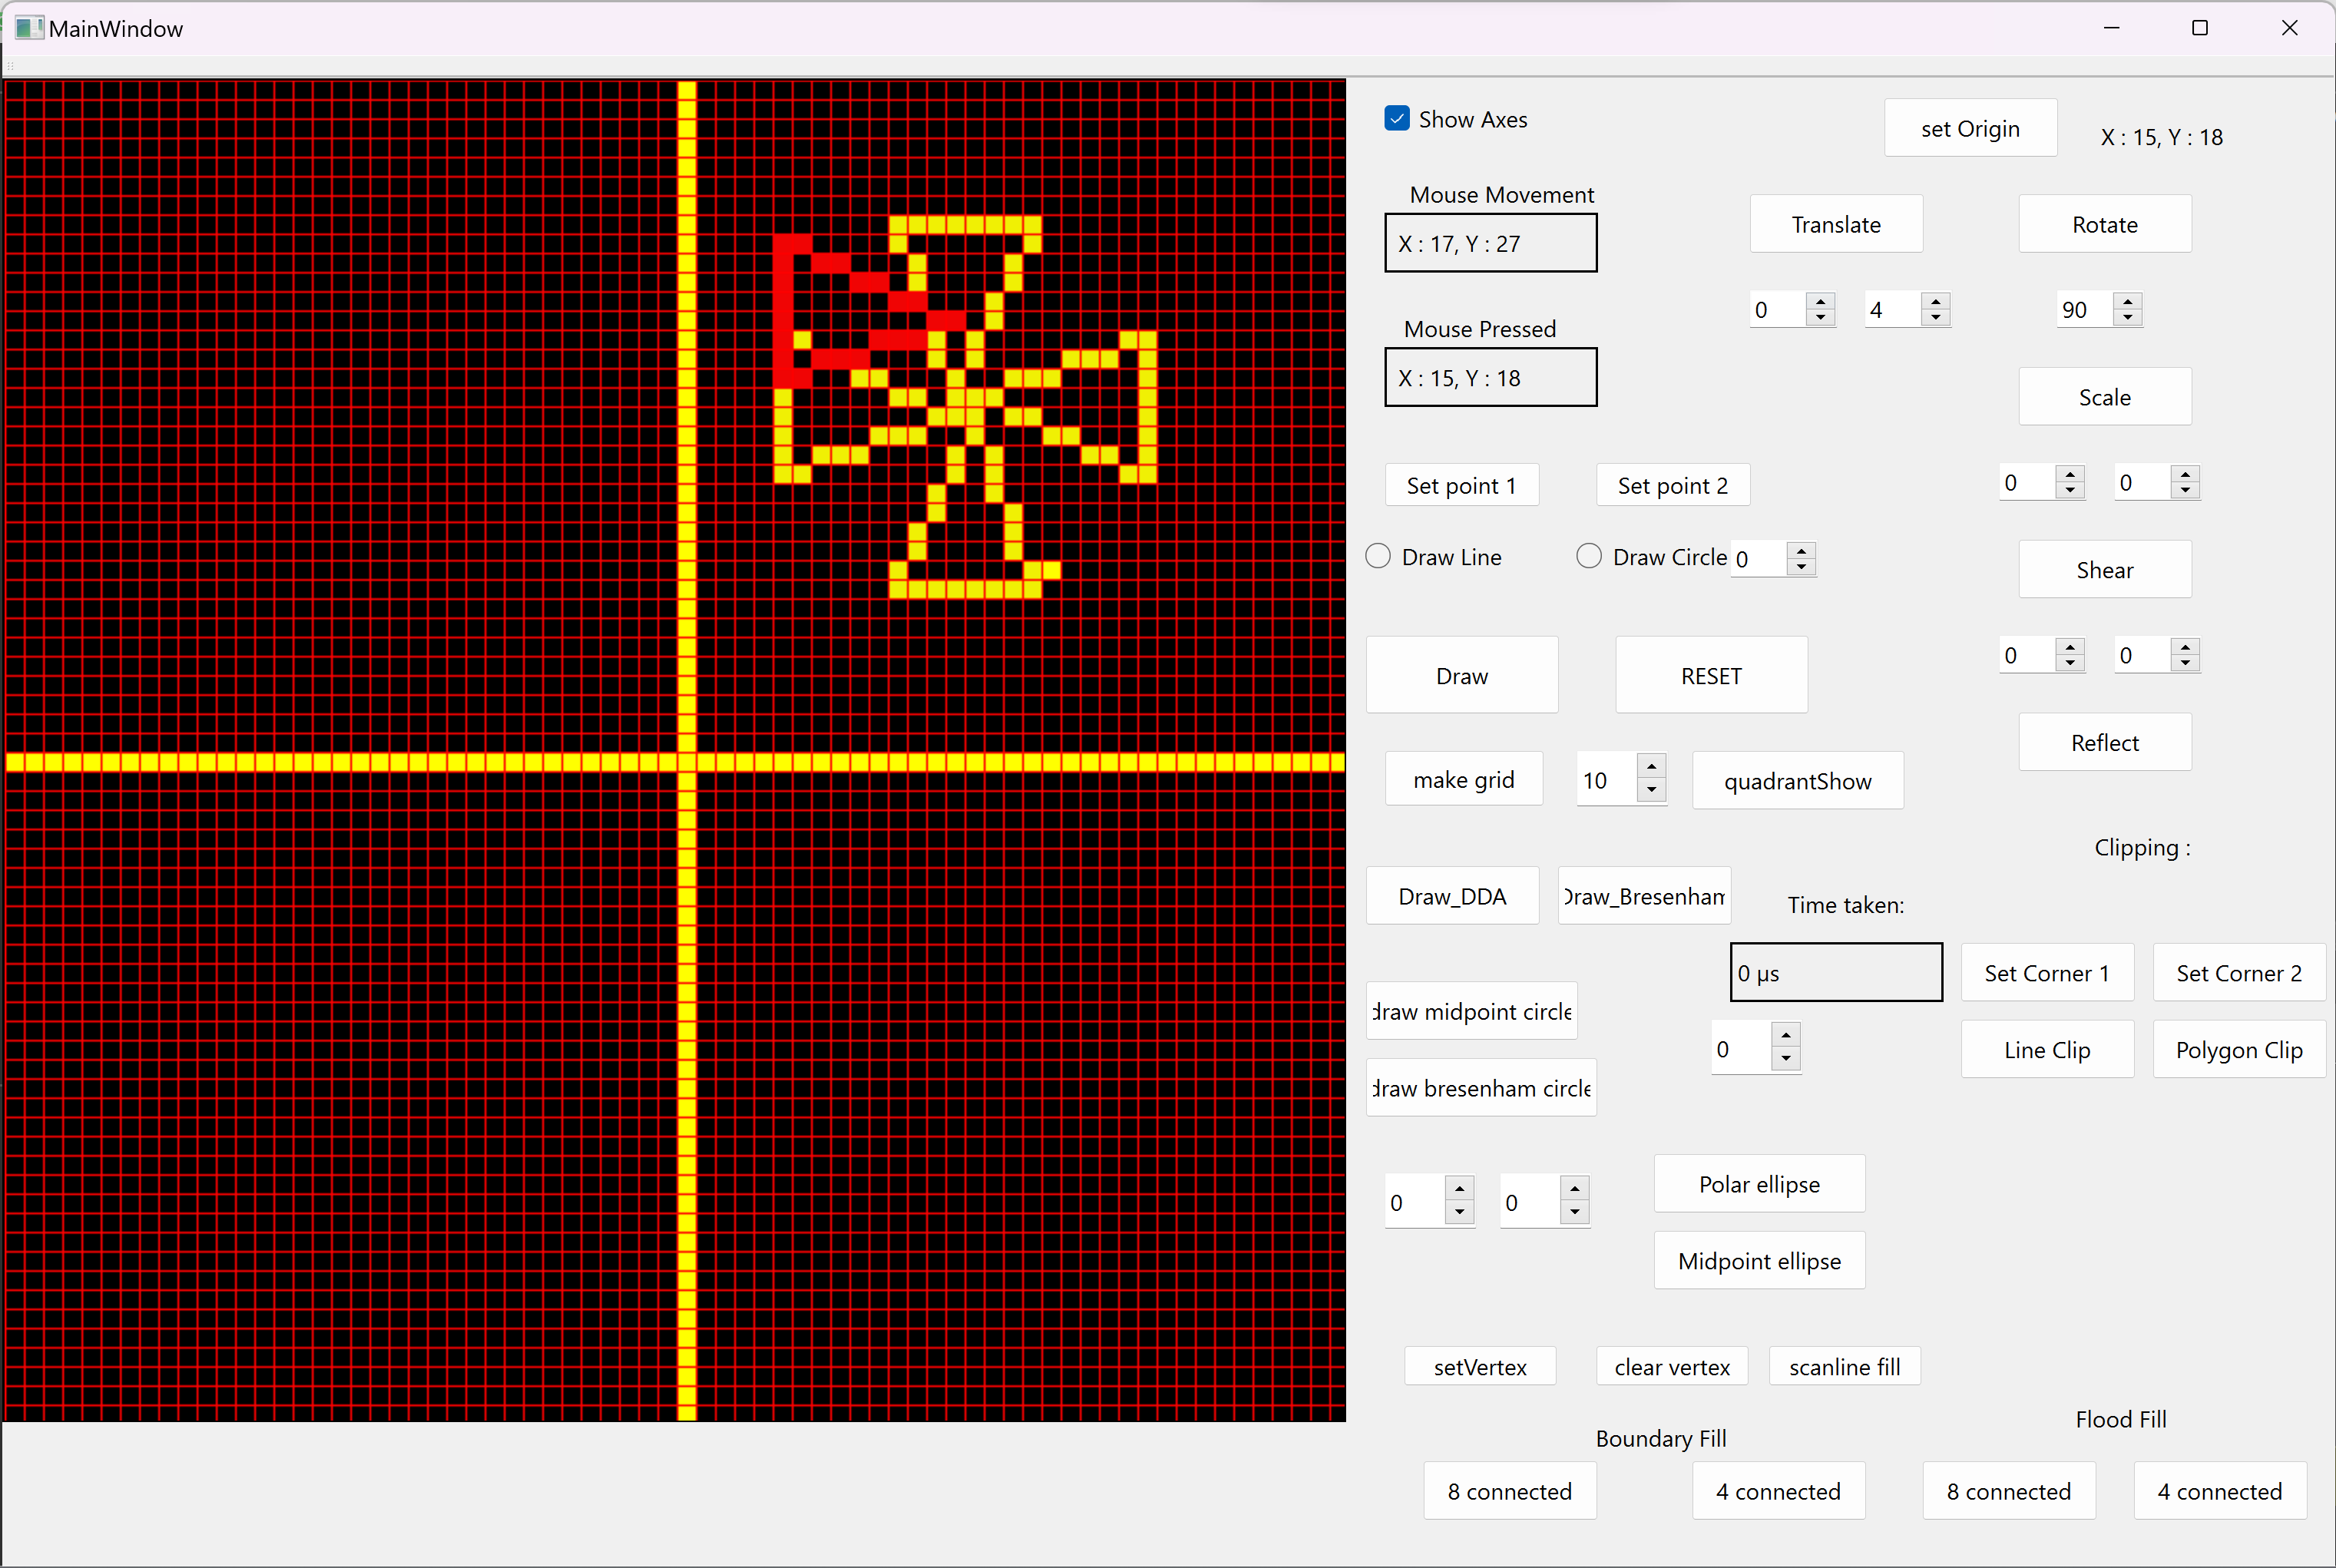 MainWindow
Show Axes
set Origin
X : 15, Y : 18
Mouse Movement
X : 17, Y : 27
Translate
Rotate
0
4
90
Mouse Pressed
X : 15, Y : 18
Scale
Set point 1
Set point 2
0
0
Draw Line
Draw Circle
0
Shear
Draw
RESET
0
0
Reflect
make grid
10
quadrantShow
Clipping :
Draw_DDA
Draw_Bresenham
Time taken:
0 µs
Set Corner 1
Set Corner 2
draw midpoint circle
0
Line Clip
Polygon Clip
draw bresenham circle
0
0
Polar ellipse
Midpoint ellipse
setVertex
clear vertex
scanline fill
Flood Fill
Boundary Fill
8 connected
4 connected
8 connected
4 connected